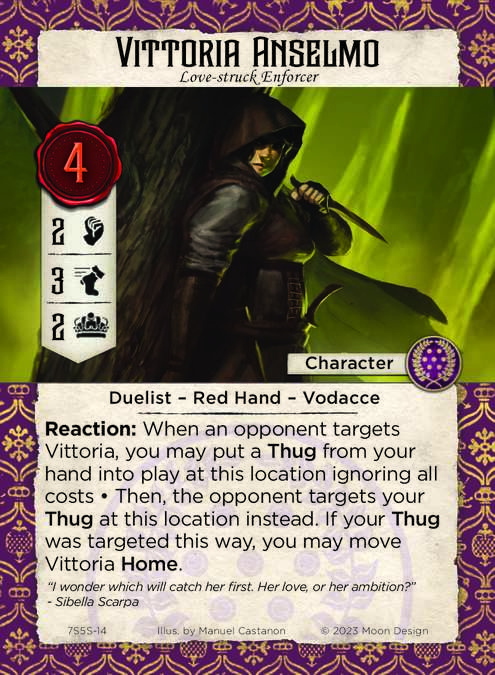 Vittoria Anselmo
Love-struck Enforcer
4
2
3
2
Character
Duelist – Red Hand – Vodacce
Reaction: When an opponent targets
Vittoria, you may put a Thug from your
hand into play at this location ignoring all
costs • Then, the opponent targets your
Thug at this location instead. If your Thug
was targeted this way, you may move
Vittoria Home.
“I wonder which will catch her first. Her love, or her ambition?”
- Sibella Scarpa
7S5S-14 Illus. by Manuel Castanon © 2023 Moon Design